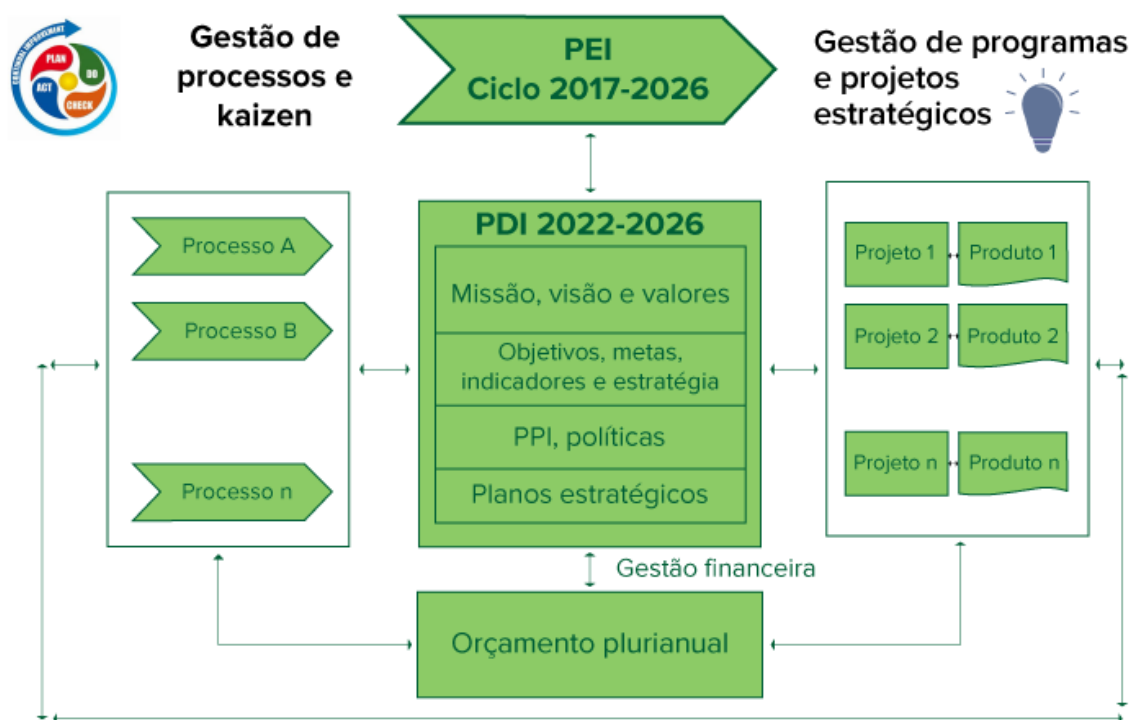 CONTINUAL IMPROVEMENT
PLAN
DO
ACT
CHECK
Gestão de
processos e
kaizen
PEI
Ciclo 2017-2026
Gestão de programas
e projetos
estratégicos
Processo A
Processo B
Processo n
PDI 2022-2026
Missão, visão e valores
Objetivos, metas,
indicadores e estratégia
PPI, políticas
Planos estratégicos
Projeto 1
Produto 1
Projeto 2
Produto 2
Projeto n
Produto n
Gestão financeira
Orçamento plurianual